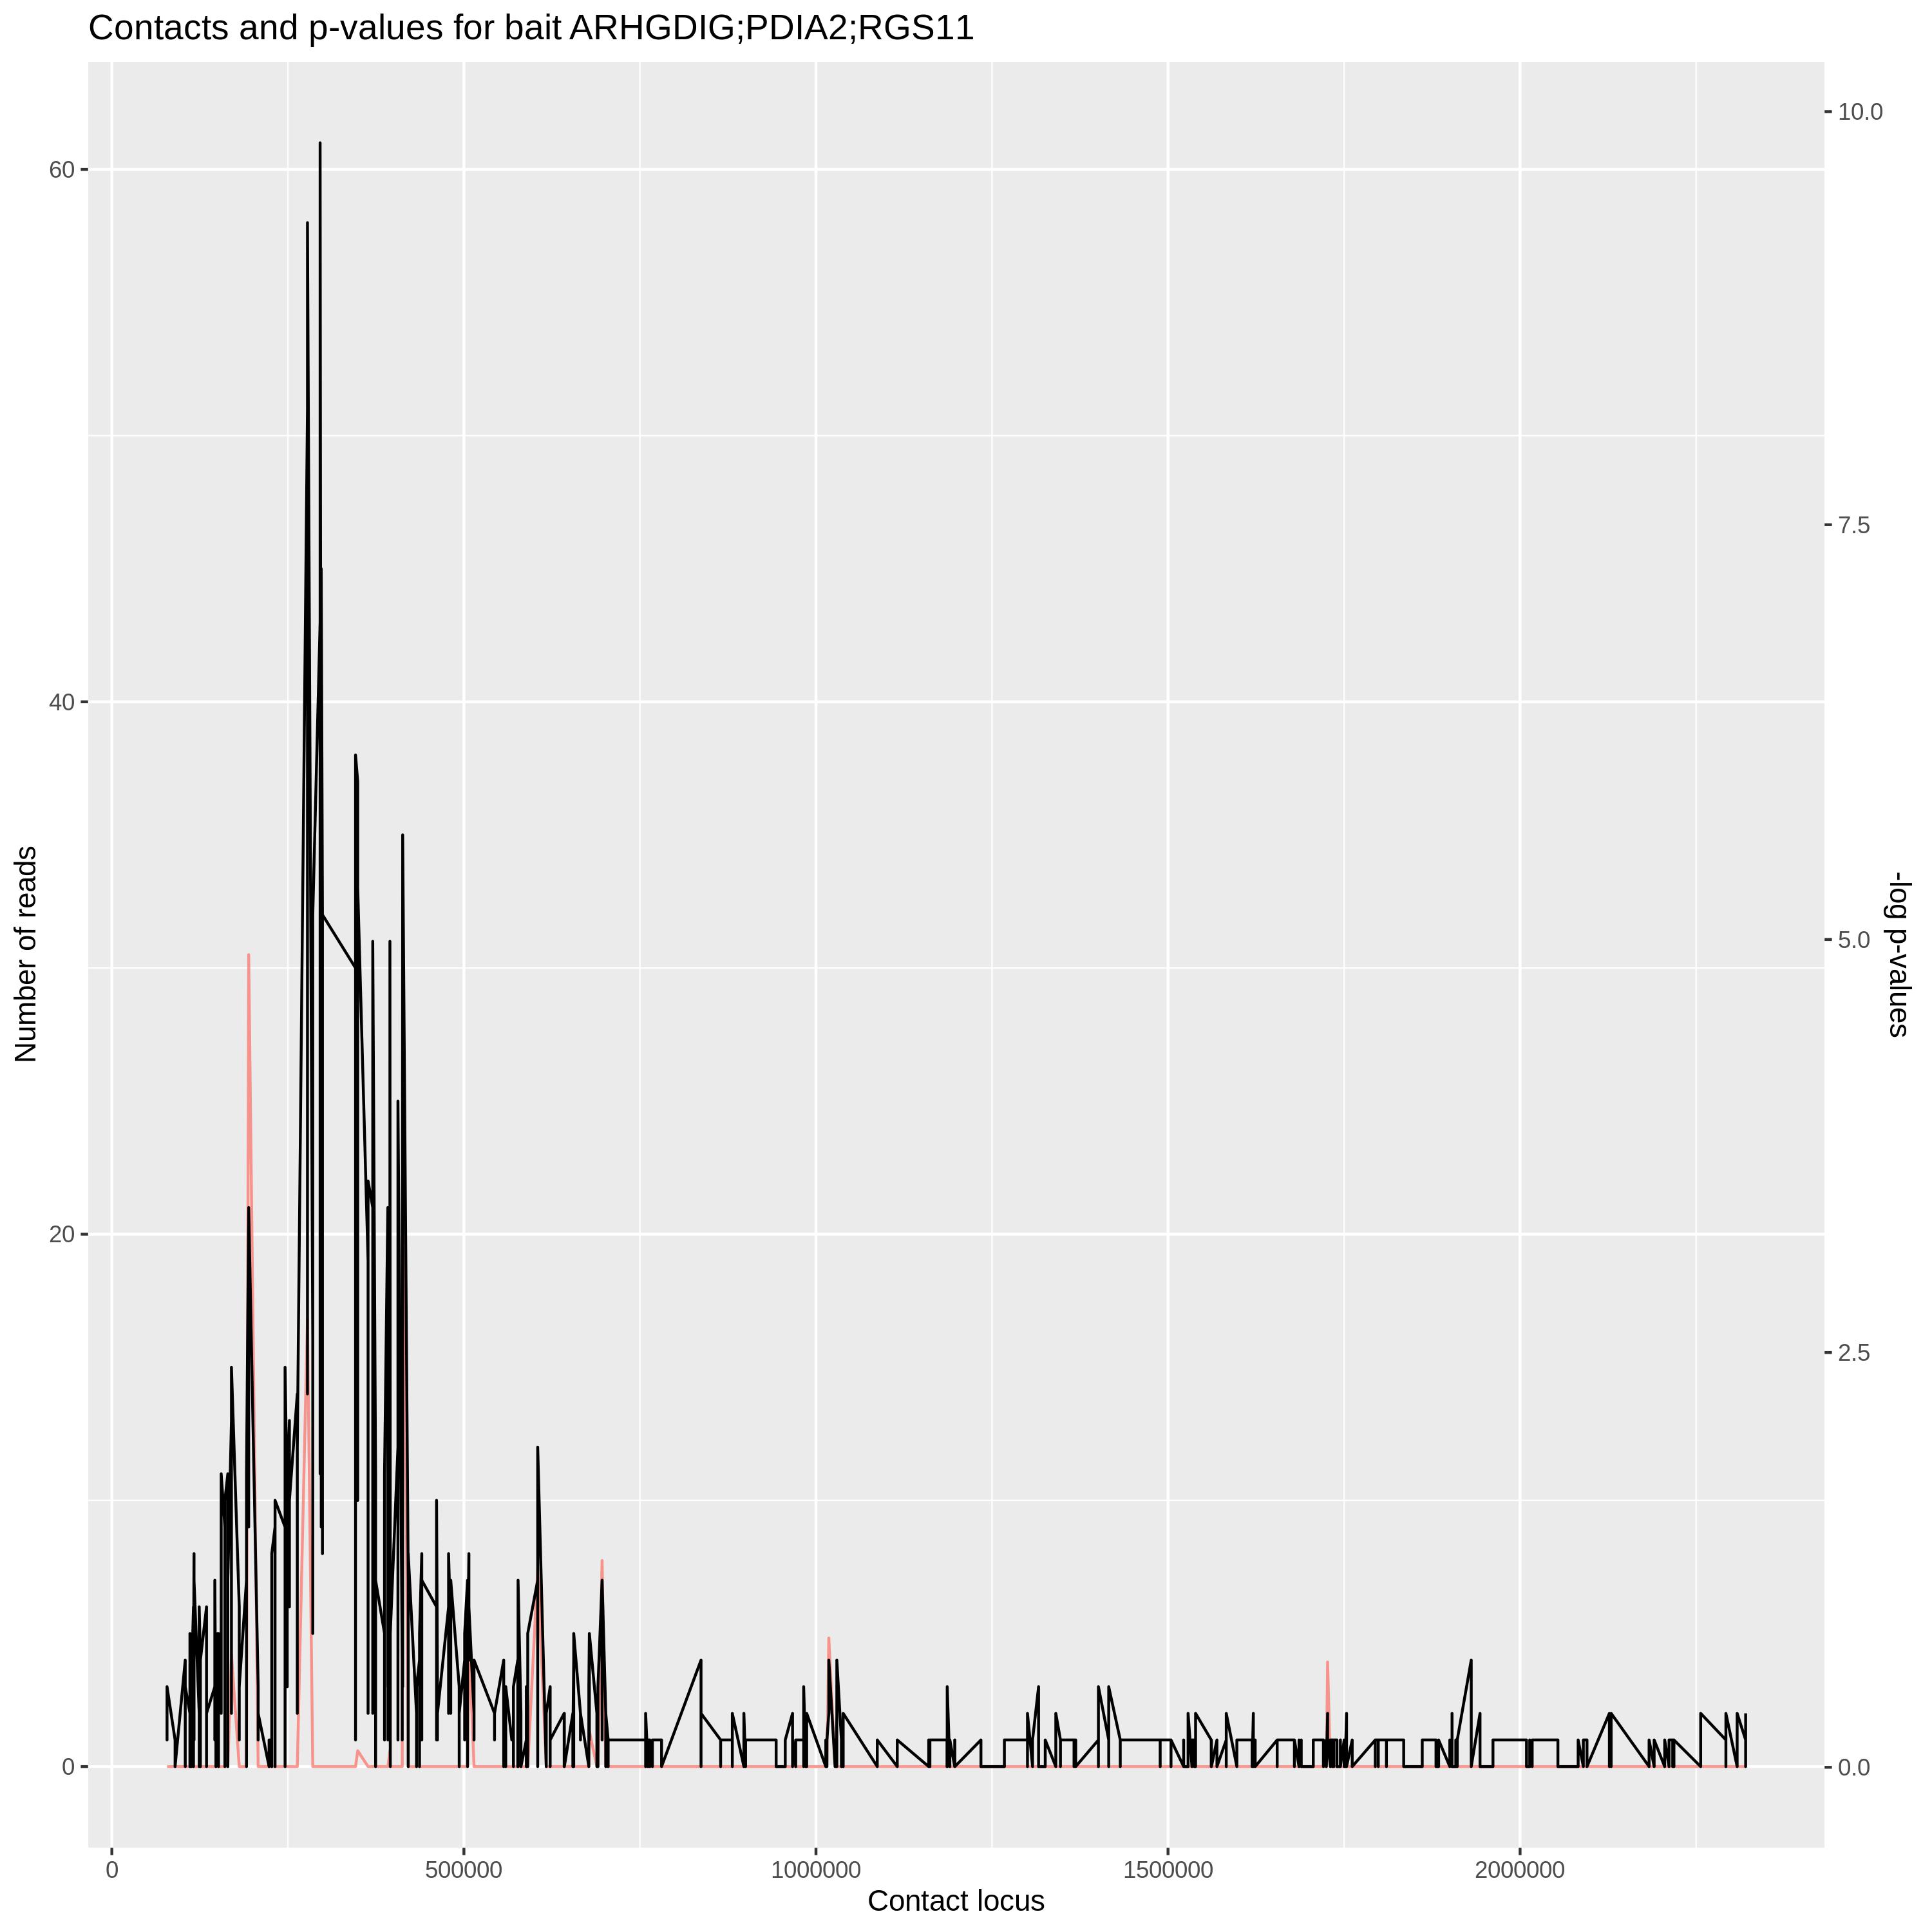 Contacts and p-values for bait ARHGDIG;PDIA2;RGS11
Number of reads
60
40
20
0
10.0
7.5
5.0
2.5
0.0
-log p-values
0 500000 1000000 1500000 2000000
Contact locus